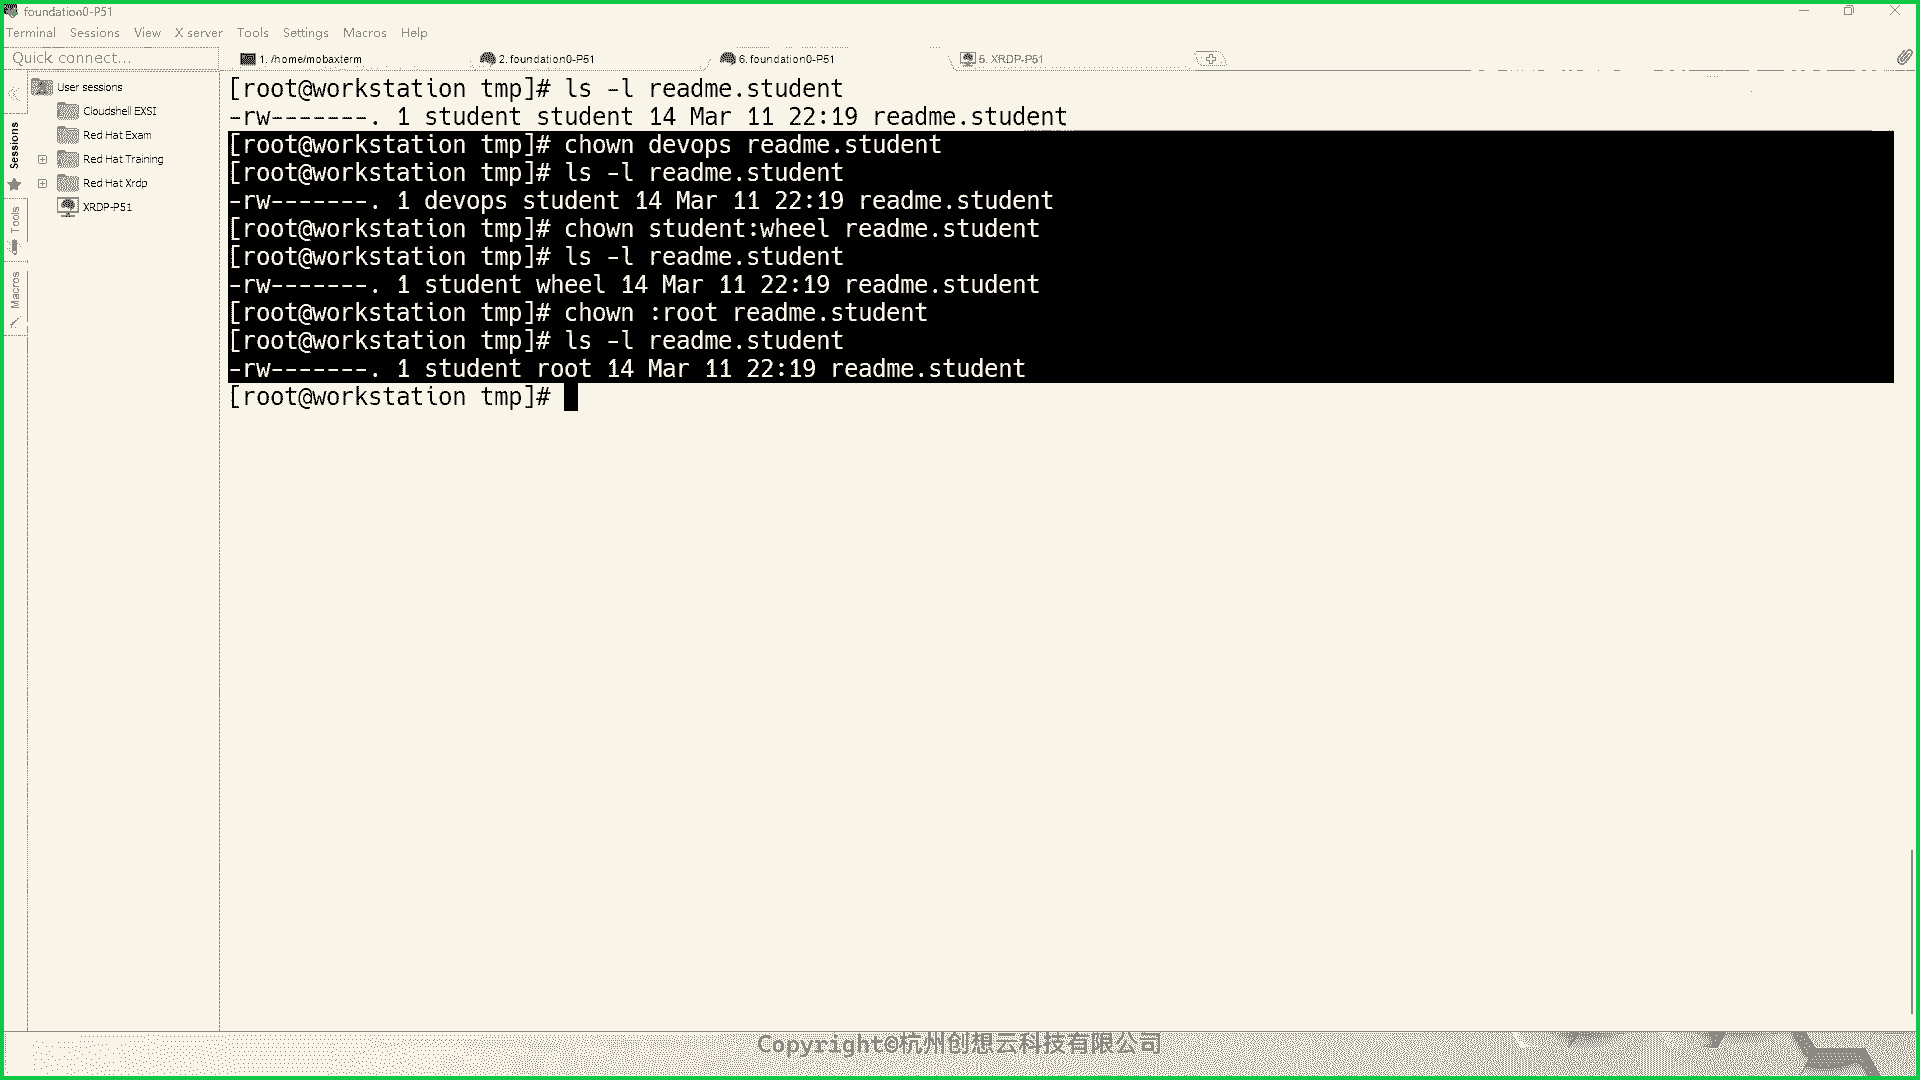 foundation0-P51
Terminal Sessions View X server Tools Settings Macros Help
Quick connect...
1. /home/mobaxterm
2. foundation0-P51
6. foundation0-P51
5. XRDP-P51
Sessions
Tools
Macros
User sessions
Cloudshell EXSI
Red Hat Exam
Red Hat Training
Red Hat Xrdp
XRDP-P51
[root@workstation tmp]# ls -l readme.student
-rw-------. 1 student student 14 Mar 11 22:19 readme.student
[root@workstation tmp]# chown devops readme.student
[root@workstation tmp]# ls -l readme.student
-rw-------. 1 devops student 14 Mar 11 22:19 readme.student
[root@workstation tmp]# chown student:wheel readme.student
[root@workstation tmp]# ls -l readme.student
-rw-------. 1 student wheel 14 Mar 11 22:19 readme.student
[root@workstation tmp]# chown :root readme.student
[root@workstation tmp]# ls -l readme.student
-rw-------. 1 student root 14 Mar 11 22:19 readme.student
[root@workstation tmp]#
Copyright©杭州创想云科技有限公司